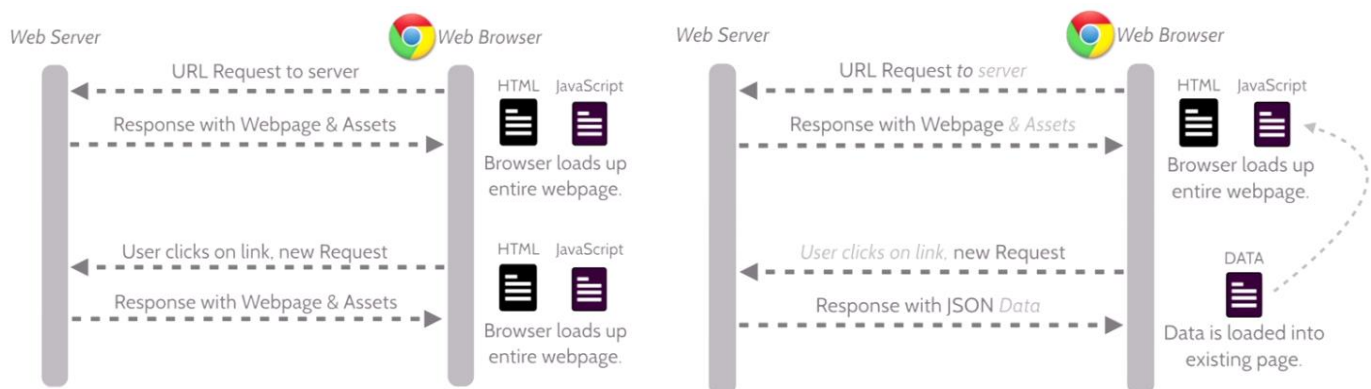 Web Server
Web Browser
URL Request to server
HTML JavaScript
Response with Webpage & Assets
Browser loads up
entire webpage.
User clicks on link, new Request
HTML JavaScript
Response with Webpage & Assets
Browser loads up
entire webpage.
Web Server
Web Browser
URL Request to server
HTML JavaScript
Response with Webpage & Assets
Browser loads up
entire webpage.
User clicks on link, new Request
DATA
Response with JSON Data
Data is loaded into
existing page.